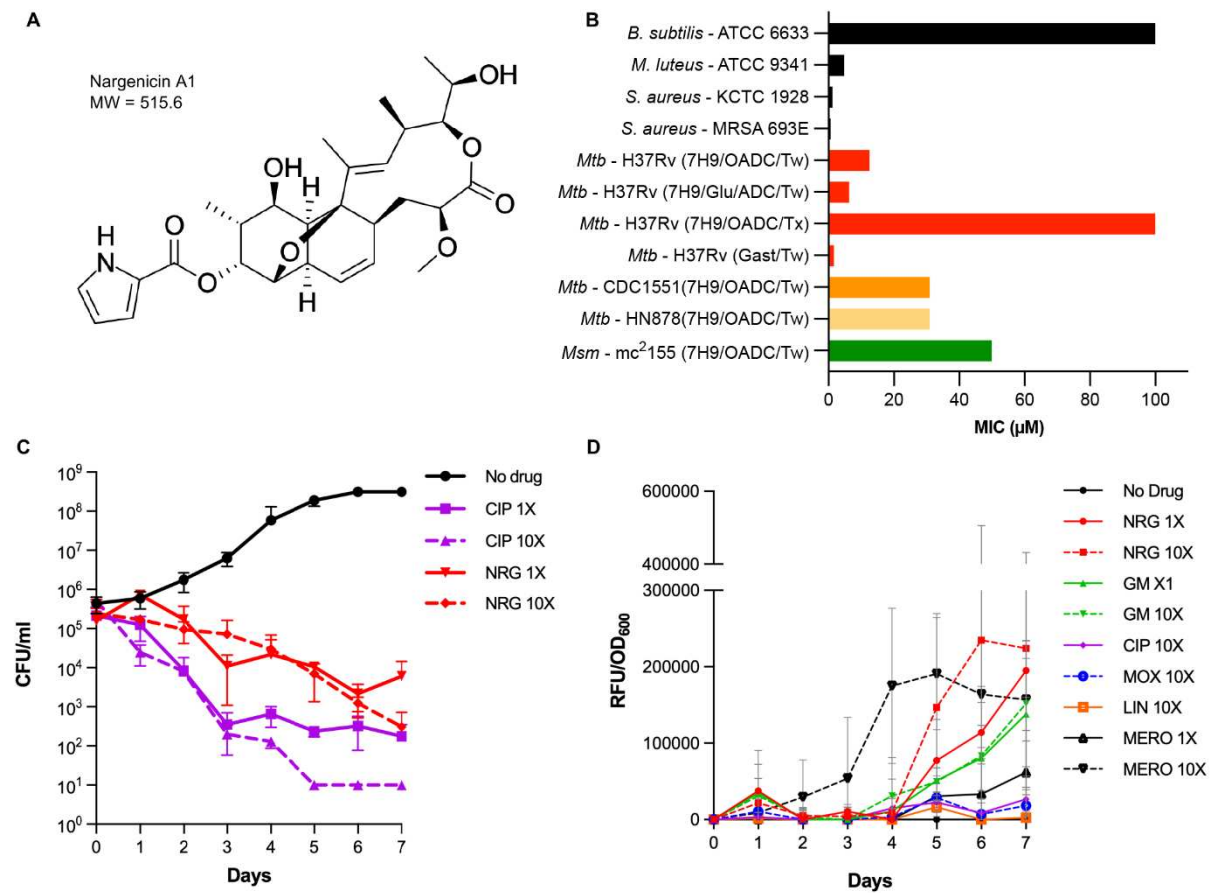 A
Nargenicin A1
MW = 515.6
OH
O
O
OH
H
H
N
O
O
O
O
H
B
B. subtilis - ATCC 6633
M. luteus - ATCC 9341
S. aureus - KCTC 1928
S. aureus - MRSA 693E
Mtb - H37Rv (7H9/OADC/Tw)
Mtb - H37Rv (7H9/Glu/ADC/Tw)
Mtb - H37Rv (7H9/OADC/Tx)
Mtb - H37Rv (Gast/Tw)
Mtb - CDC1551(7H9/OADC/Tw)
Mtb - HN878(7H9/OADC/Tw)
Msm - mc²155 (7H9/OADC/Tw)
0 20 40 60 80 100
MIC (µM)
C
10⁹
10⁸
10⁷
10⁶
10⁵
10⁴
10³
10²
10¹
10⁰
CFU/ml
0 1 2 3 4 5 6 7
Days
No drug
CIP 1X
CIP 10X
NRG 1X
NRG 10X
D
600000
400000
300000
200000
100000
0
RFU/OD₆₀₀
0 1 2 3 4 5 6 7
Days
No Drug
NRG 1X
NRG 10X
GM X1
GM 10X
CIP 10X
MOX 10X
LIN 10X
MERO 1X
MERO 10X